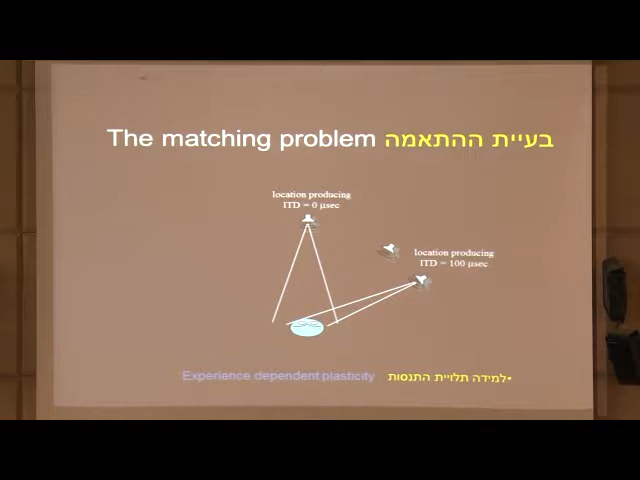 The matching problem בעיית ההתאמה
location producing
ITD = 0 μsec
location producing
ITD = 100 μsec
Experience dependent plasticity למידה תלויית התנסות•